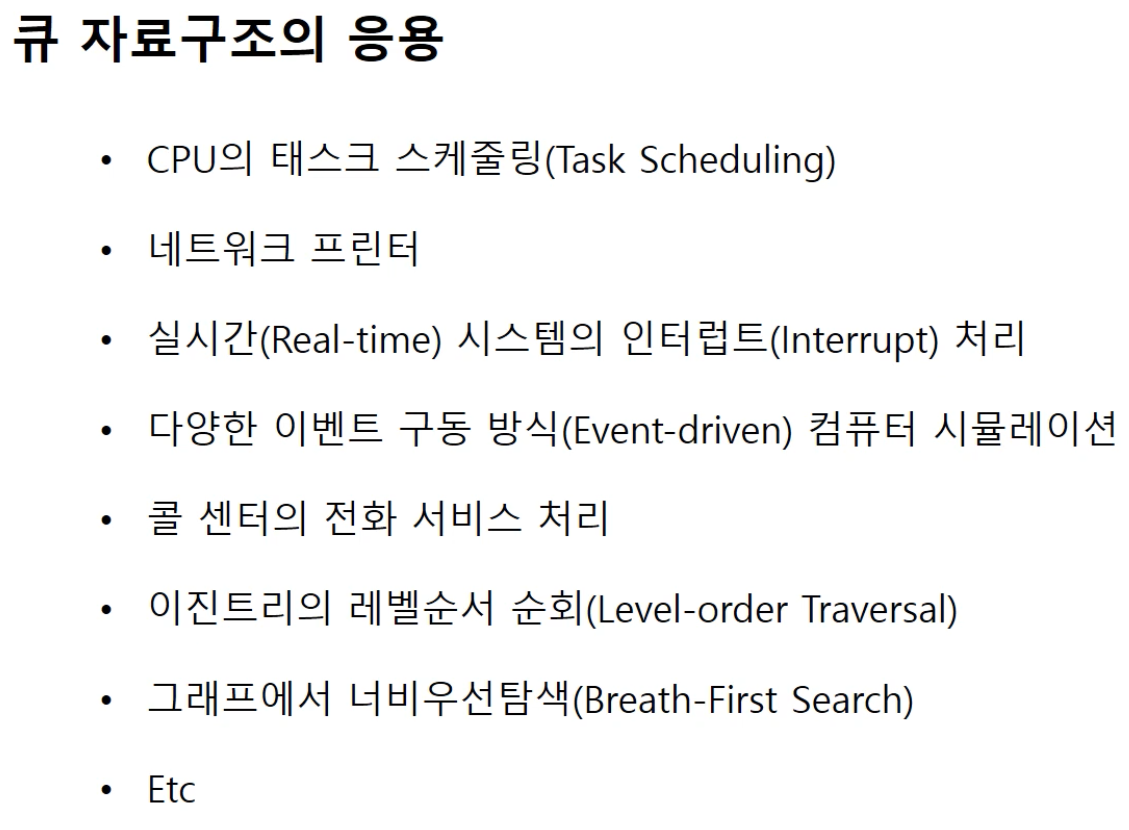 큐 자료구조의 응용
• CPU의 태스크 스케줄링(Task Scheduling)
• 네트워크 프린터
• 실시간(Real-time) 시스템의 인터럽트(Interrupt) 처리
• 다양한 이벤트 구동 방식(Event-driven) 컴퓨터 시뮬레이션
• 콜 센터의 전화 서비스 처리
• 이진트리의 레벨순서 순회(Level-order Traversal)
• 그래프에서 너비우선탐색(Breath-First Search)
• Etc